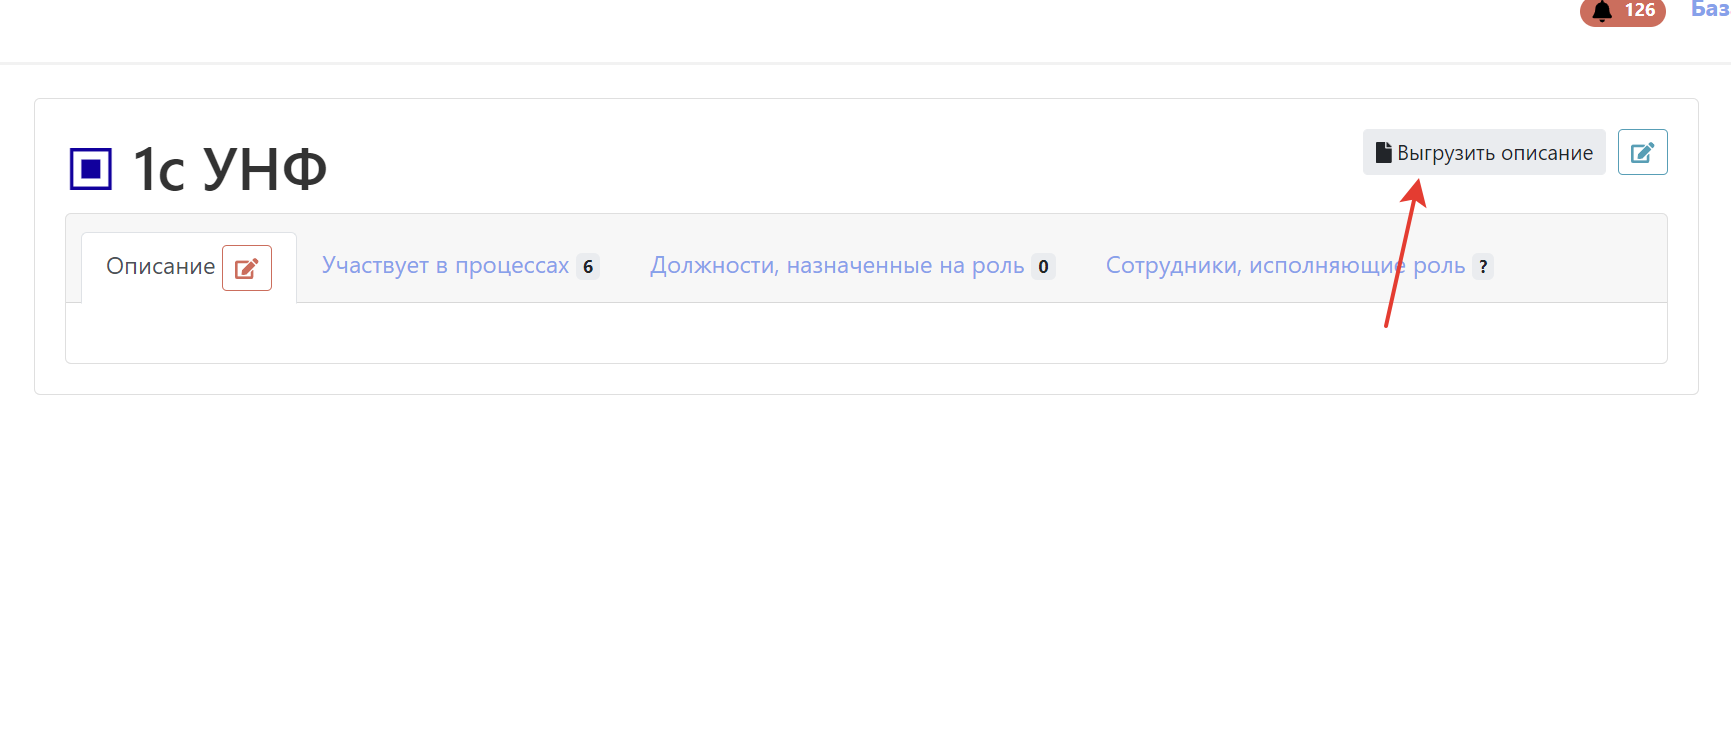 126 Баз
1с УНФ
Выгрузить описание
Описание Участвует в процессах 6 Должности, назначенные на роль 0 Сотрудники, исполняющие роль ?